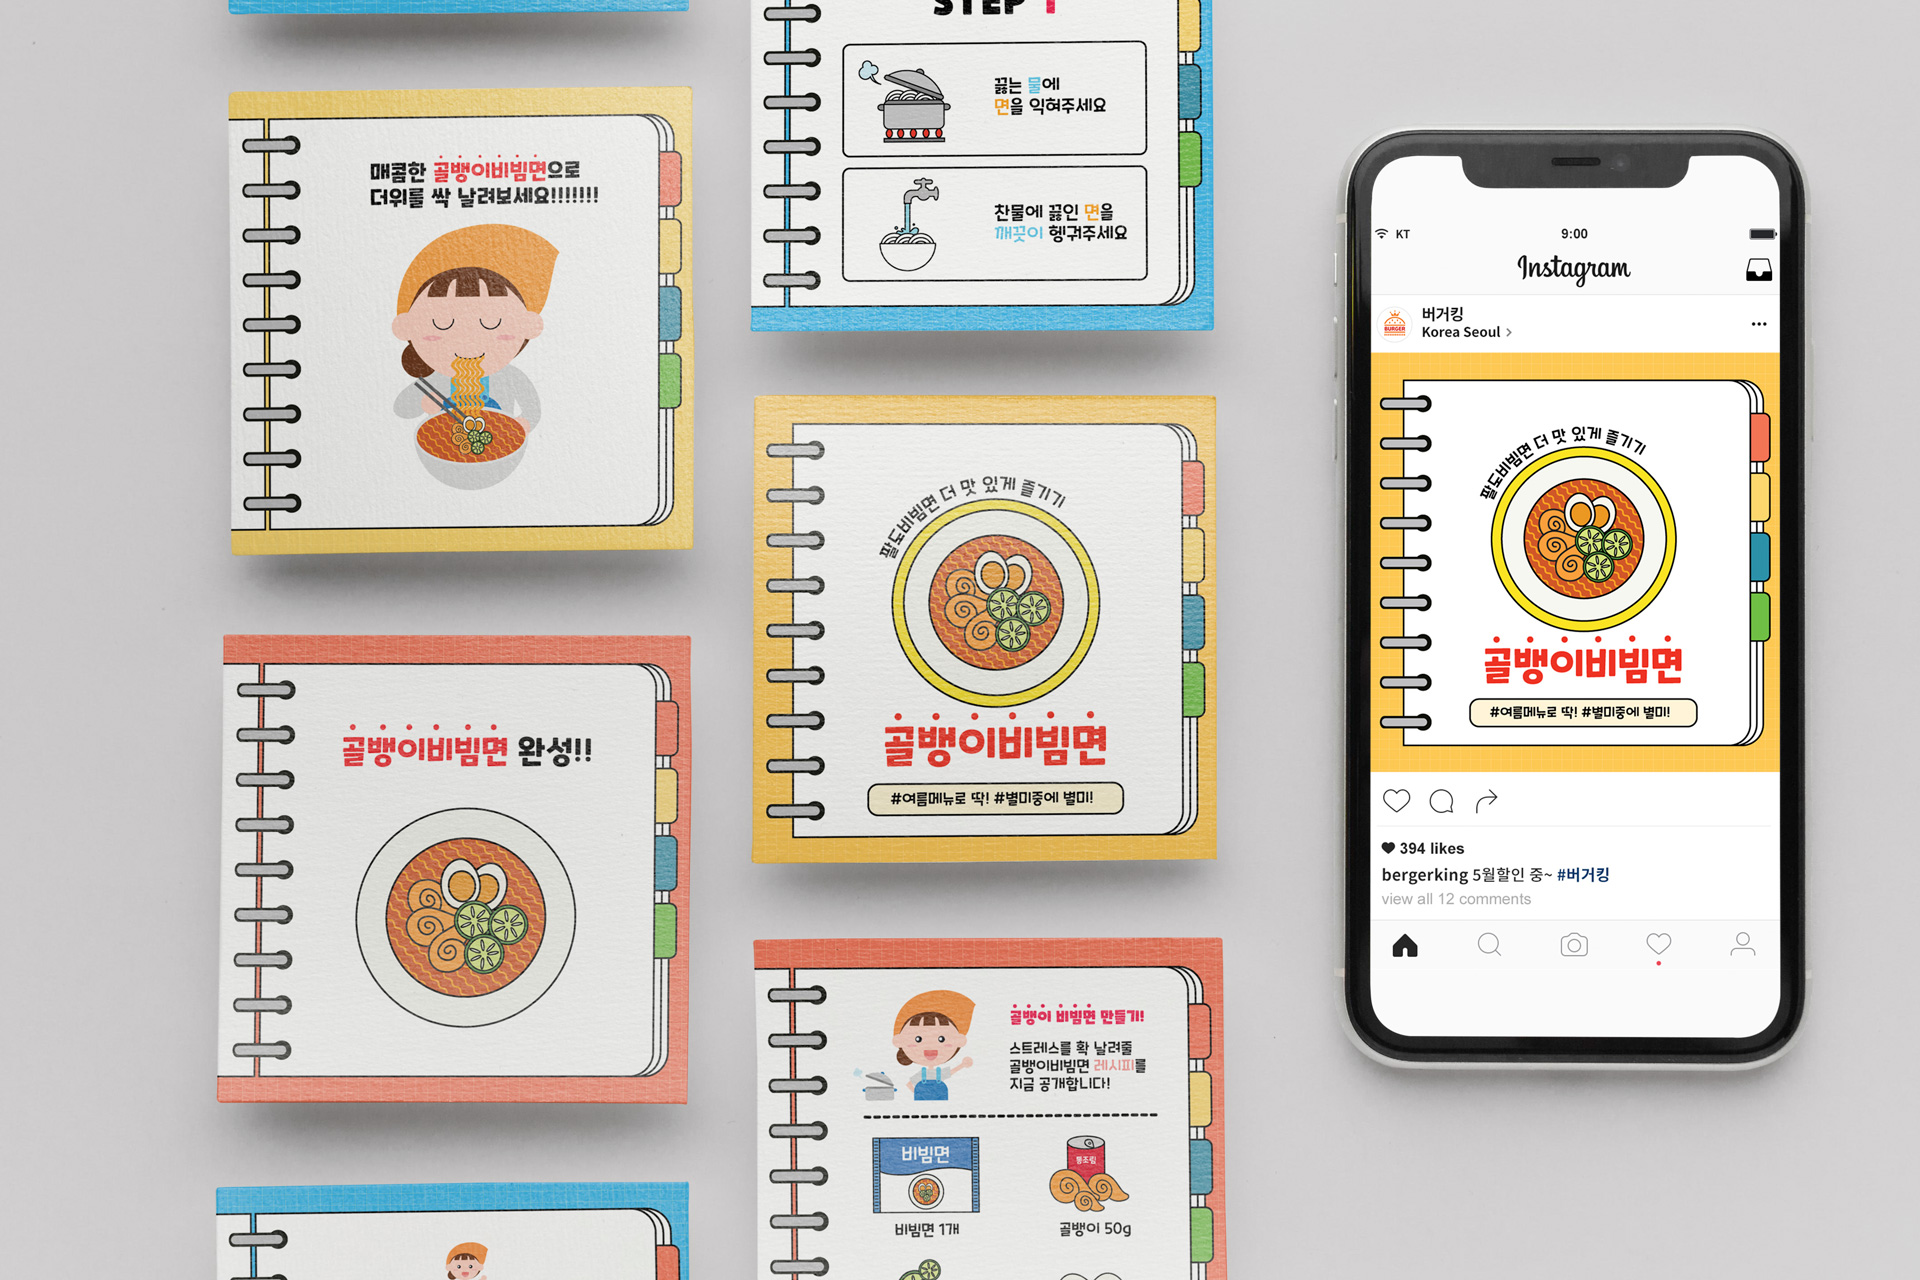 매콤한 골뱅이비빔면으로
더위를 싹 날려보세요!!!!!!!
골뱅이비빔면 완성!!
STEP 1
끓는 물에
면을 익혀주세요
찬물에 끓인 면을
깨끗이 헹궈주세요
팔도비빔면 더 맛 있게 즐기기
골뱅이비빔면
#여름메뉴로 딱! #별미중에 별미!
골뱅이 비빔면 만들기!
스트레스를 확 날려줄
골뱅이비빔면 레시피를
지금 공개합니다!
비빔면
통조림
비빔면 1개
골뱅이 50g
KT
9:00
Instagram
버거킹
BURGER
Korea Seoul >
팔도비빔면 더 맛 있게 즐기기
골뱅이비빔면
#여름메뉴로 딱! #별미중에 별미!
394 likes
bergerking 5월할인 중~ #버거킹
view all 12 comments